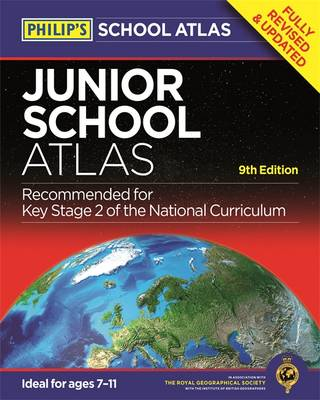 PHILIP'S SCHOOL ATLAS
FULLY
REVISED
& UPDATED
JUNIOR
SCHOOL
ATLAS
9th Edition
Recommended for
Key Stage 2 of the National Curriculum
Ideal for ages 7–11
IN ASSOCIATION WITH
THE ROYAL GEOGRAPHICAL SOCIETY
WITH THE INSTITUTE OF BRITISH GEOGRAPHERS